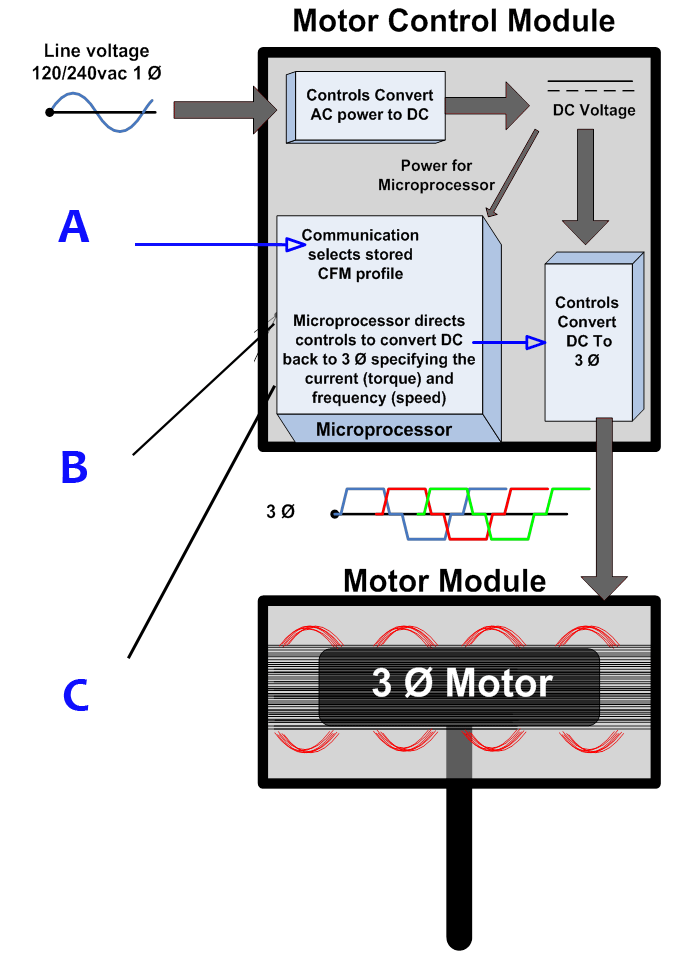 Motor Control Module
Line voltage
120/240vac 1 Ø
Controls Convert
AC power to DC
DC Voltage
Power for
Microprocessor
A
Communication
selects stored
CFM profile
Microprocessor directs
controls to convert DC
back to 3 Ø specifying the
current (torque) and
frequency (speed)
Controls
Convert
DC To
3 Ø
Microprocessor
B
3 Ø
Motor Module
3 Ø Motor
C